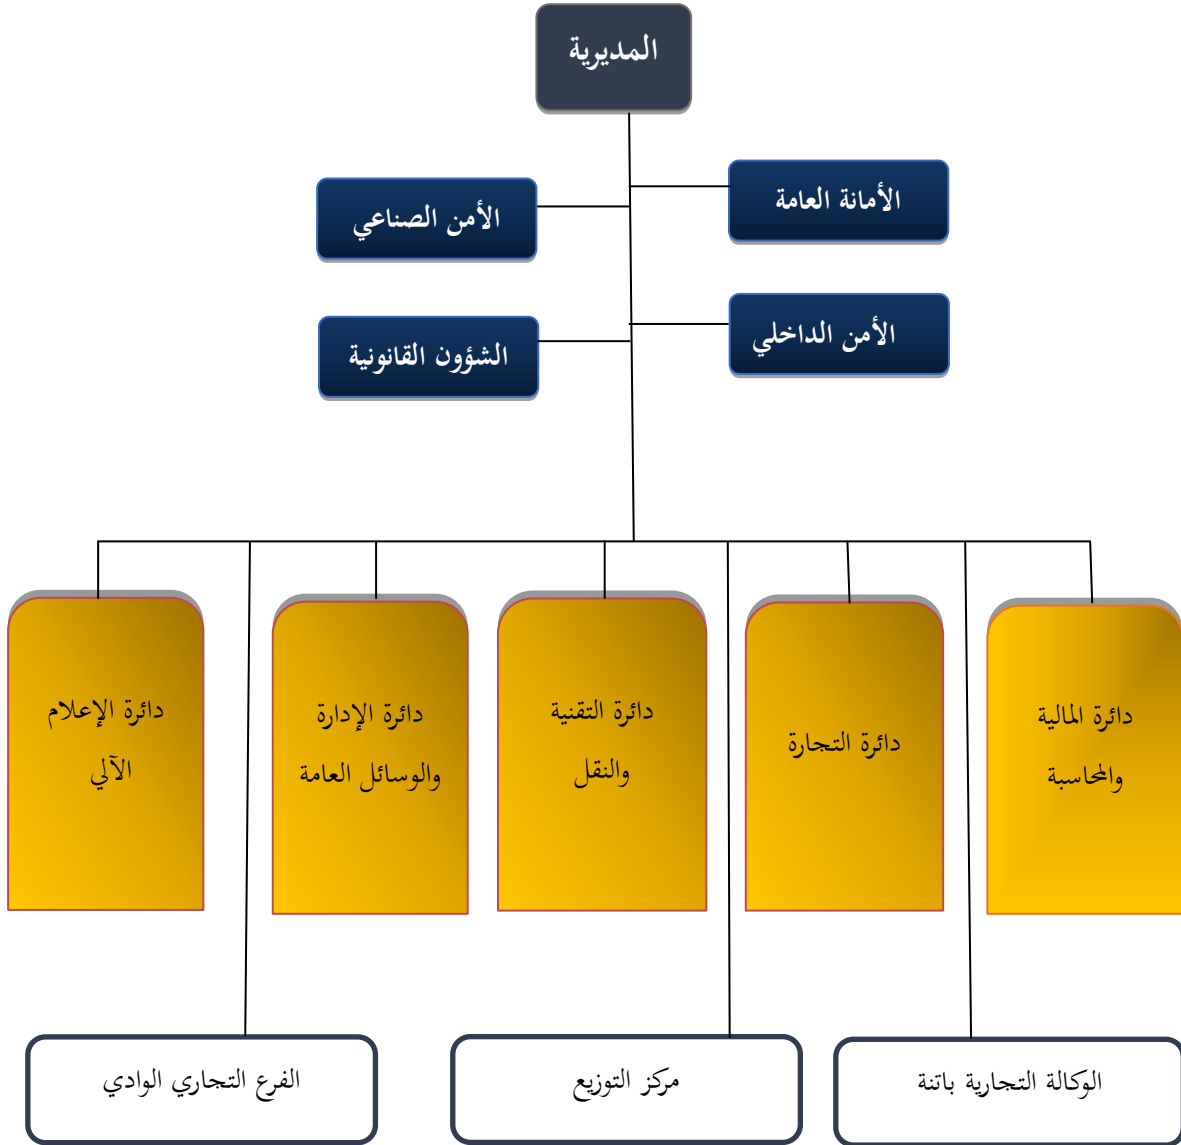 المديرية
الأمانة العامة
الأمن الصناعي
الأمن الداخلي
الشؤون القانونية
دائرة المالية
والمحاسبة
دائرة التجارة
دائرة التقنية
والنقل
دائرة الإدارة
والوسائل العامة
دائرة الإعلام
الآلي
الوكالة التجارية باتنة
مركز التوزيع
الفرع التجاري الوادي